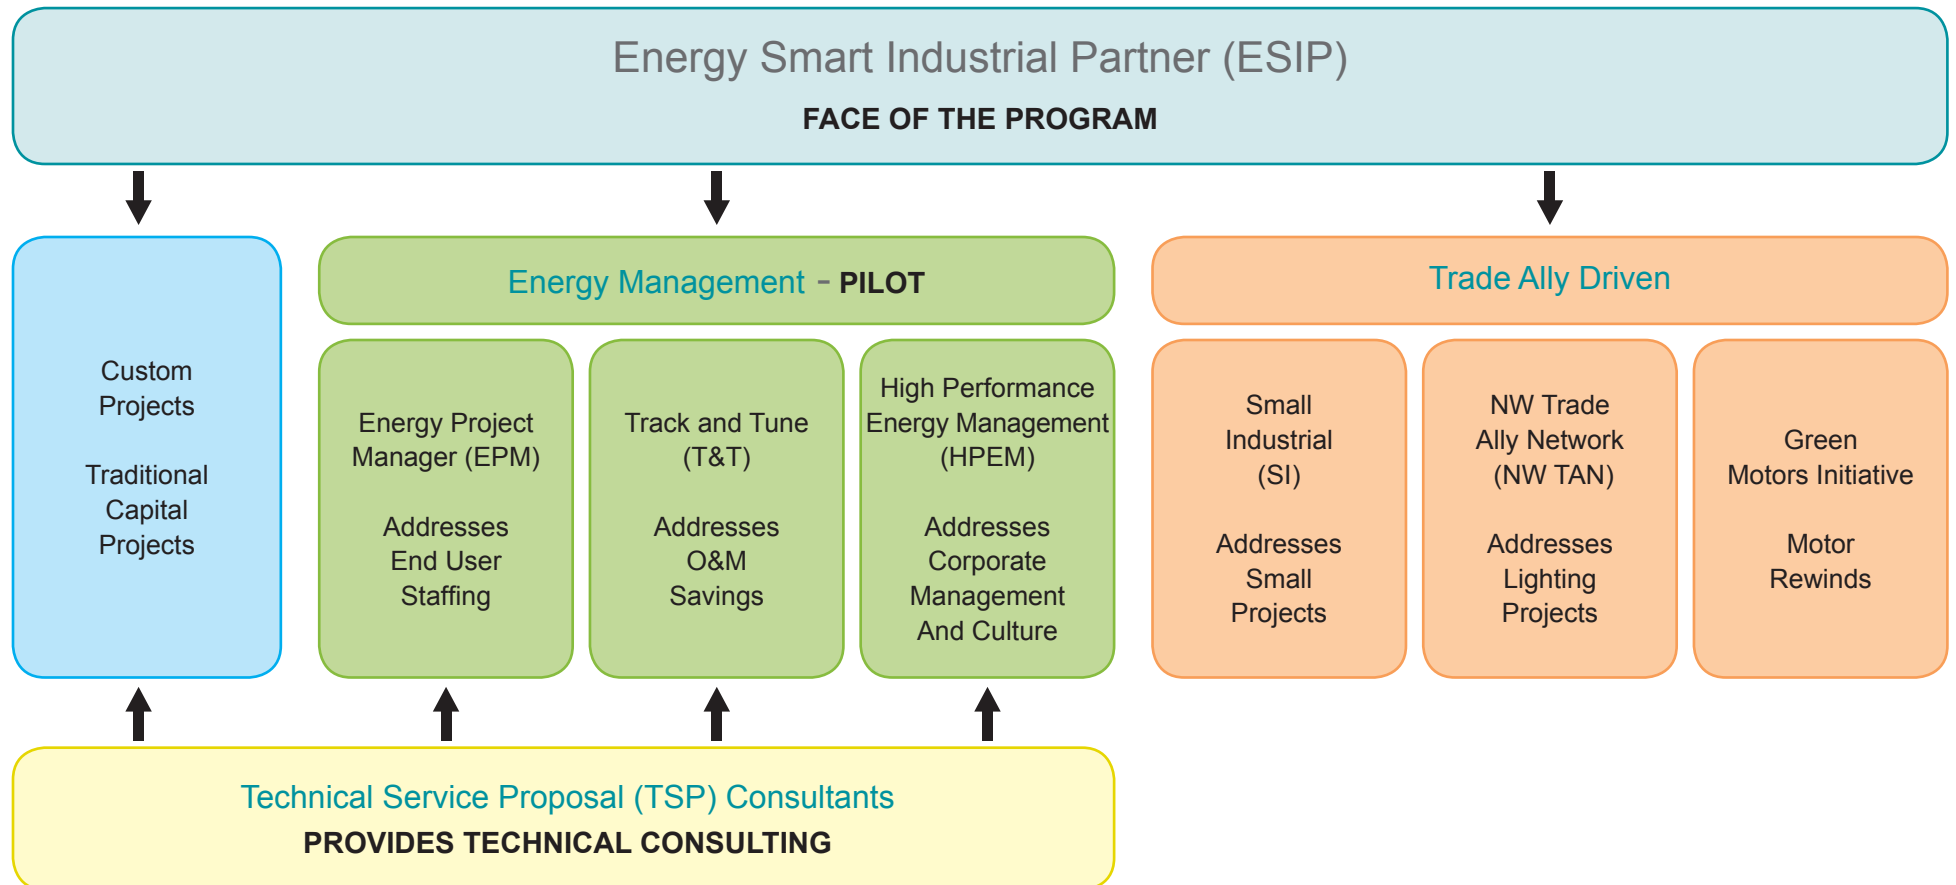 Energy Smart Industrial Partner (ESIP)
FACE OF THE PROGRAM
Custom
Projects
Traditional
Capital
Projects
Energy Management - PILOT
Energy Project
Manager (EPM)
Addresses
End User
Staffing
Track and Tune
(T&T)
Addresses
O&M
Savings
High Performance
Energy Management
(HPEM)
Addresses
Corporate
Management
And Culture
Trade Ally Driven
Small
Industrial
(SI)
Addresses
Small
Projects
NW Trade
Ally Network
(NW TAN)
Addresses
Lighting
Projects
Green
Motors Initiative
Motor
Rewinds
Technical Service Proposal (TSP) Consultants
PROVIDES TECHNICAL CONSULTING